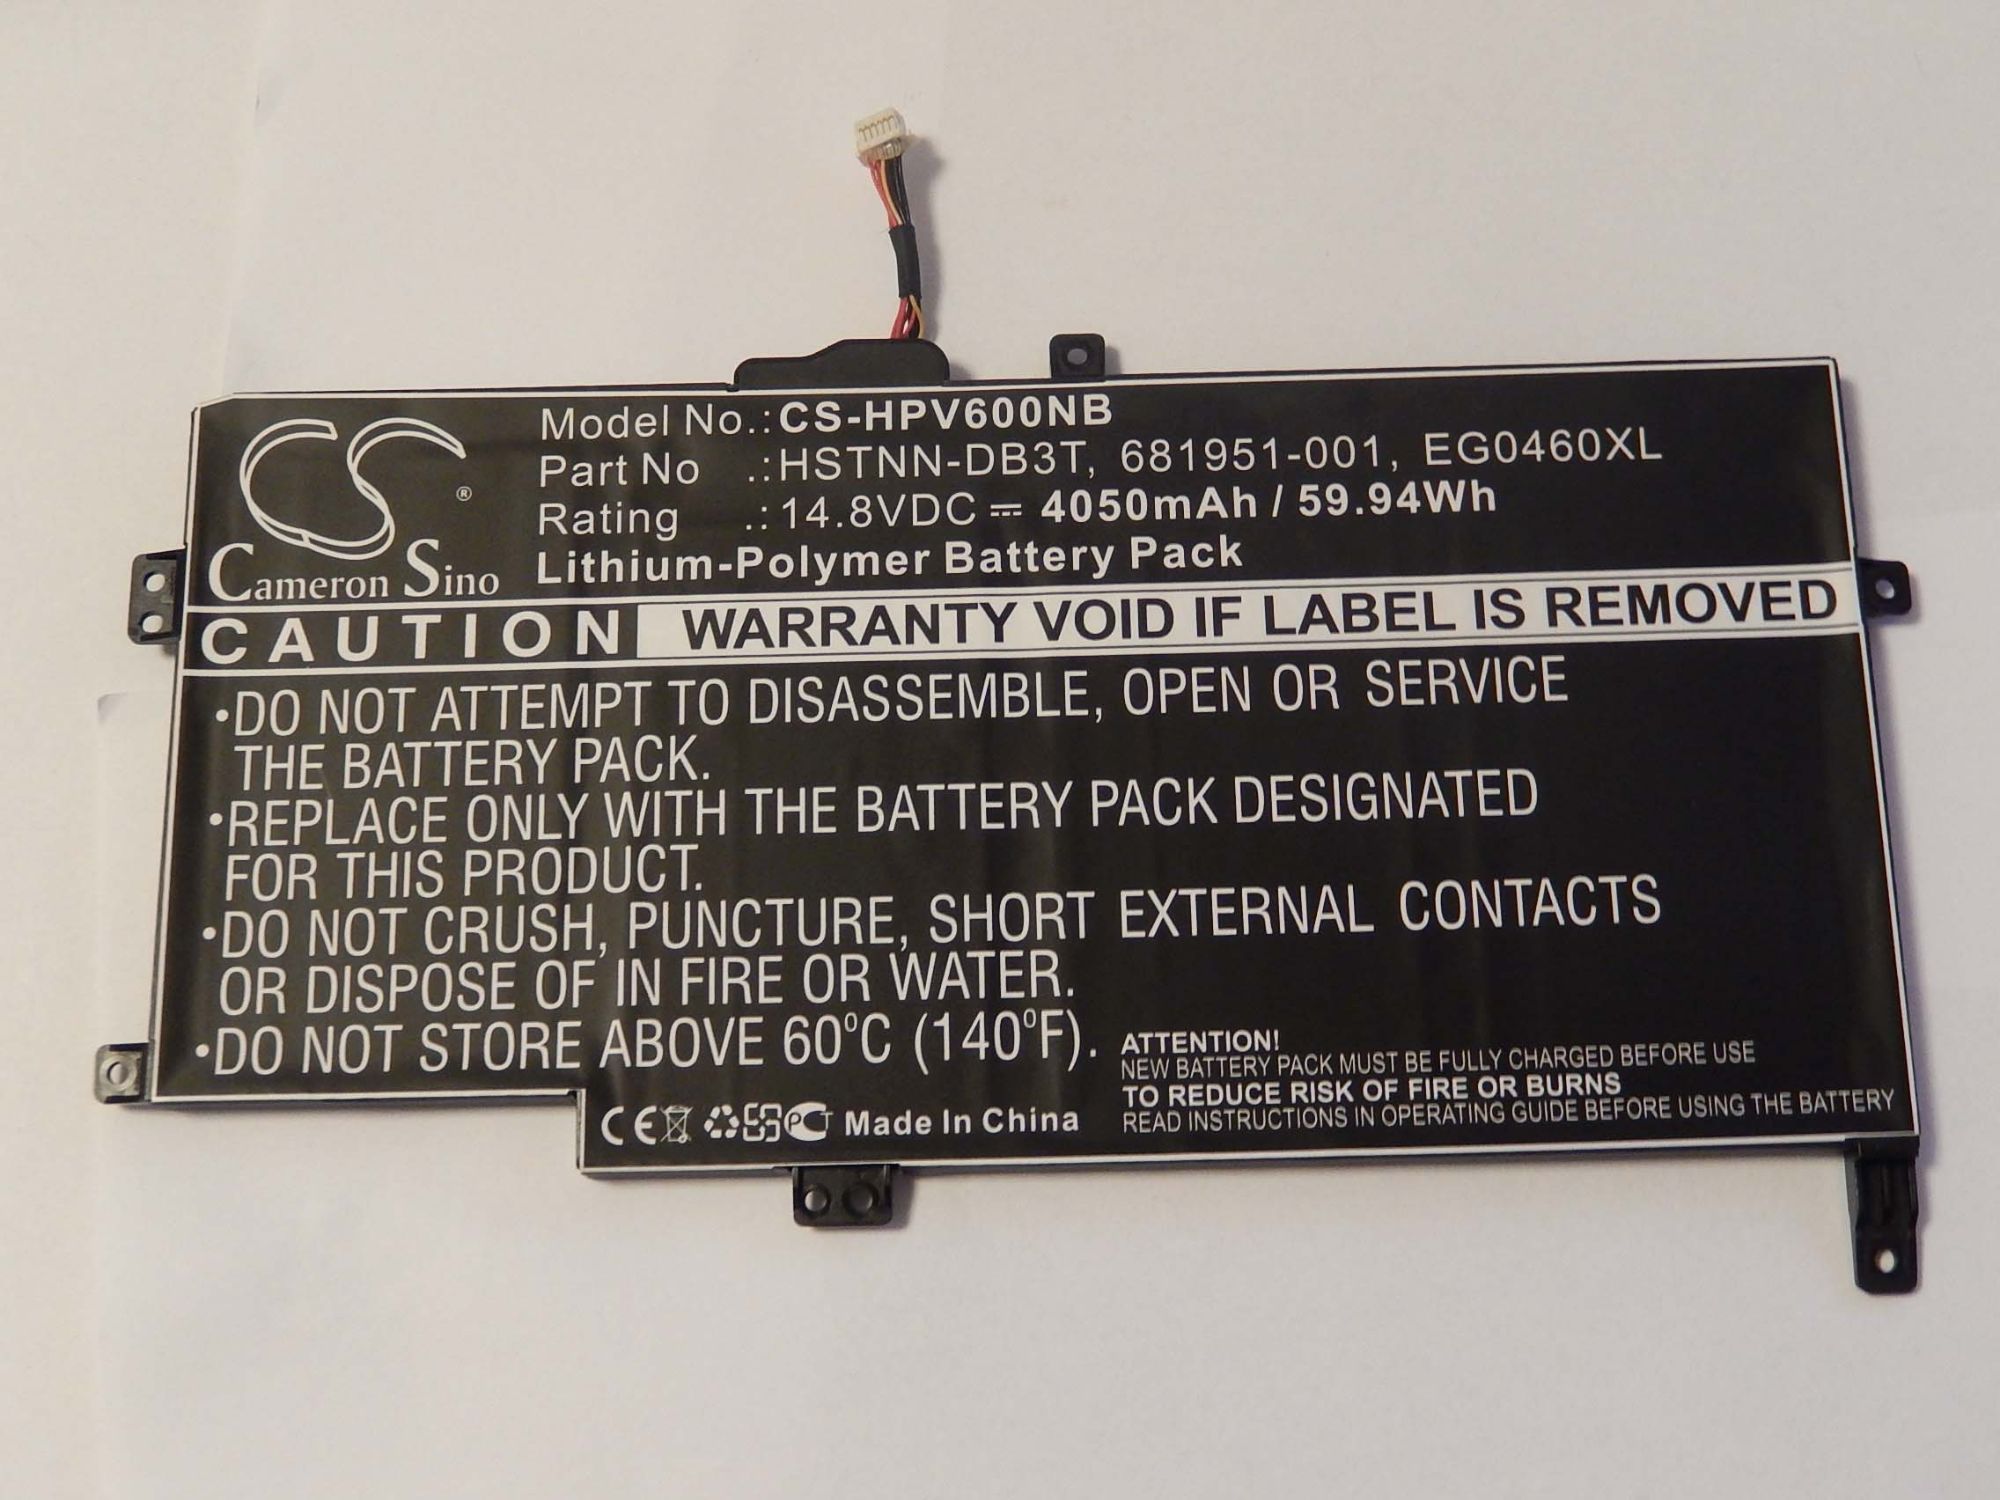 CS®
Cameron Sino
Model No.: CS-HPV600NB
Part No .: HSTNN-DB3T, 681951-001, EG0460XL
Rating .: 14.8VDC ⎓ 4050mAh / 59.94Wh
Lithium-Polymer Battery Pack
CAUTION WARRANTY VOID IF LABEL IS REMOVED
•DO NOT ATTEMPT TO DISASSEMBLE, OPEN OR SERVICE
THE BATTERY PACK.
•REPLACE ONLY WITH THE BATTERY PACK DESIGNATED
FOR THIS PRODUCT.
•DO NOT CRUSH, PUNCTURE, SHORT EXTERNAL CONTACTS
OR DISPOSE OF IN FIRE OR WATER.
•DO NOT STORE ABOVE 60°C (140°F).
ATTENTION!
NEW BATTERY PACK MUST BE FULLY CHARGED BEFORE USE
TO REDUCE RISK OF FIRE OR BURNS
READ INSTRUCTIONS IN OPERATING GUIDE BEFORE USING THE BATTERY
CE PCT Made In China